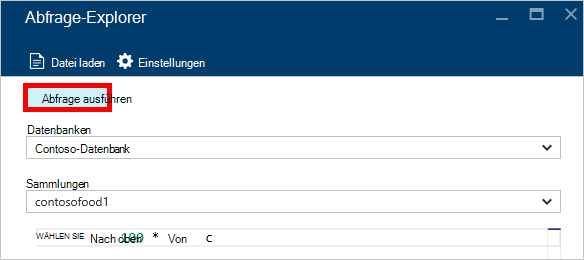 Abfrage-Explorer
Datei laden Einstellungen
Abfrage ausführen
Datenbanken
Contoso-Datenbank
Sammlungen
contosofood1
WÄHLEN SIE Nach oben 100 * Von c